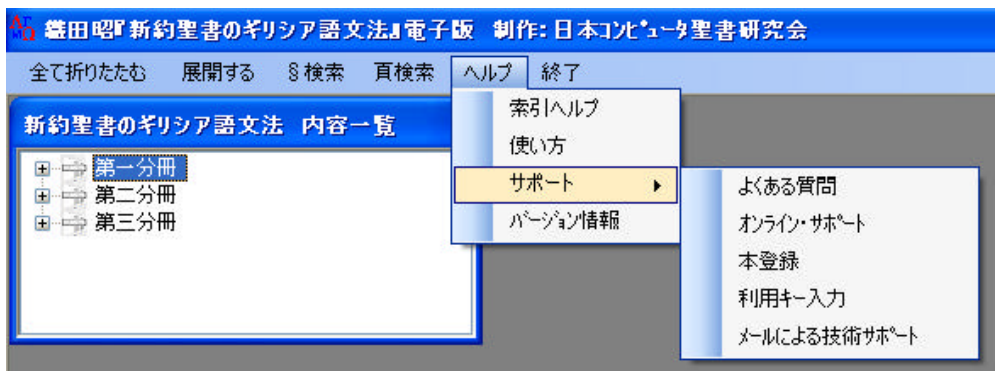 織田昭『新約聖書のギリシア語文法』電子版 制作：日本コンピュータ聖書研究会
全て折りたたむ 展開する §検索 頁検索 ヘルプ 終了
新約聖書のギリシア語文法 内容一覧
第一分冊
第二分冊
第三分冊
索引ヘルプ
使い方
サポート
バージョン情報
よくある質問
オンライン・サポート
本登録
利用キー入力
メールによる技術サポート